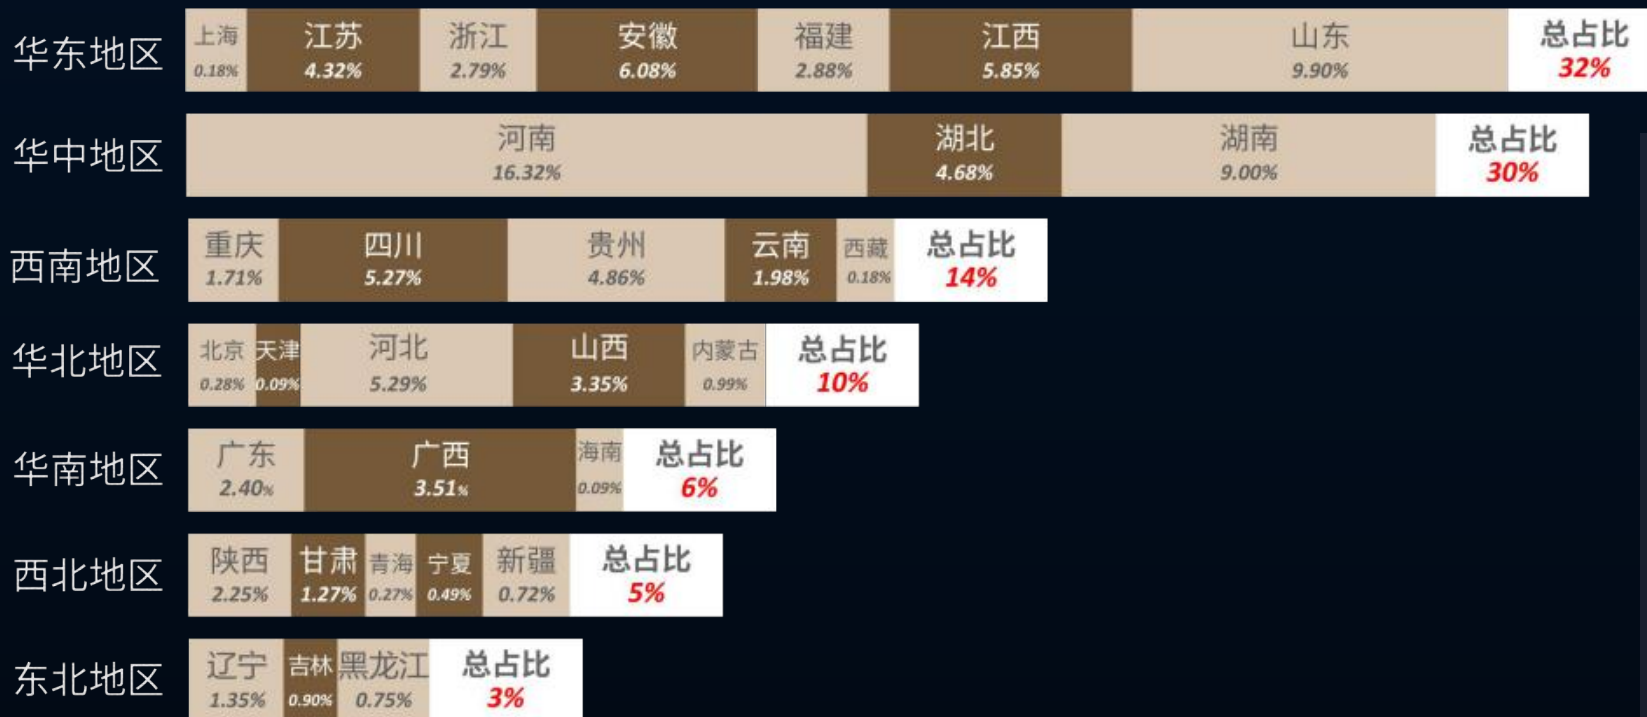 华东地区
上海 江苏 浙江 安徽 福建 江西 山东 总占比
0.18% 4.32% 2.79% 6.08% 2.88% 5.85% 9.90% 32%
华中地区
河南 湖北 湖南 总占比
16.32% 4.68% 9.00% 30%
西南地区
重庆 四川 贵州 云南 西藏 总占比
1.71% 5.27% 4.86% 1.98% 0.18% 14%
华北地区
北京 天津 河北 山西 内蒙古 总占比
0.28% 0.09% 5.29% 3.35% 0.99% 10%
华南地区
广东 广西 海南 总占比
2.40% 3.51% 0.09% 6%
西北地区
陕西 甘肃 青海 宁夏 新疆 总占比
2.25% 1.27% 0.27% 0.49% 0.72% 5%
东北地区
辽宁 吉林 黑龙江 总占比
1.35% 0.90% 0.75% 3%